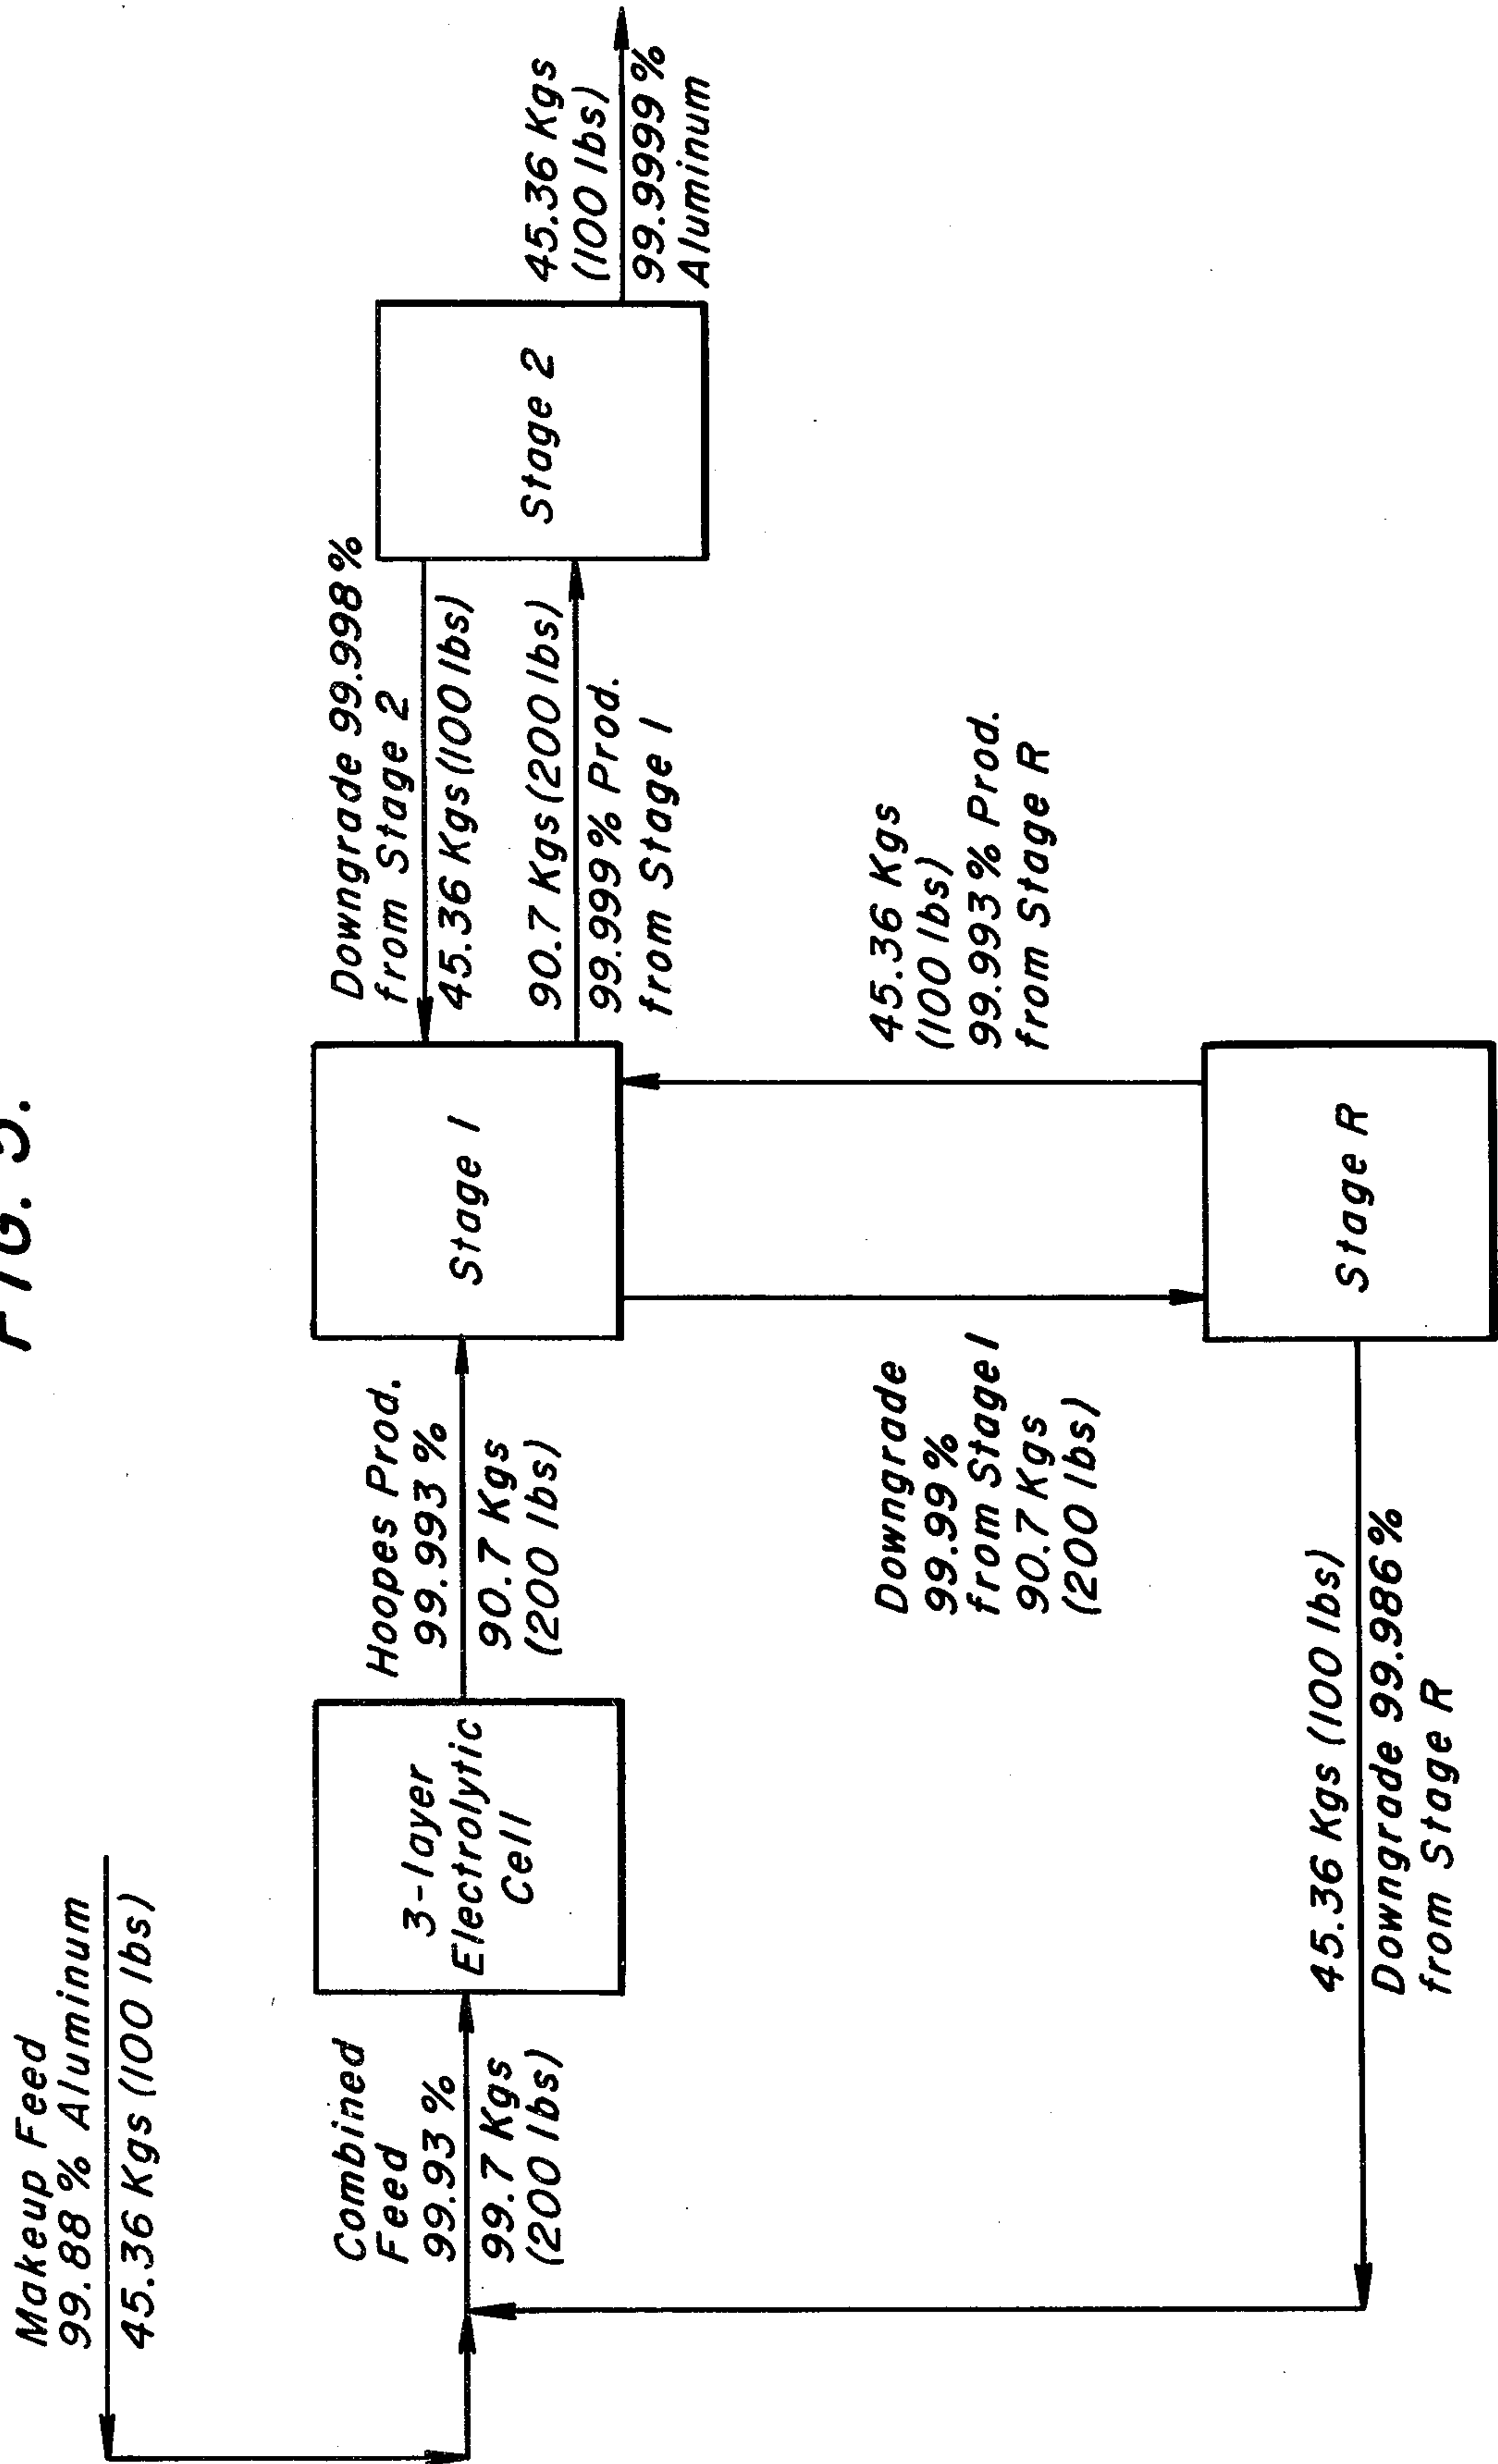 FIG. 5.
Makeup Feed
99.88 % Aluminum
45.36 Kgs (100 lbs)
Combined
Feed
99.93 %
99.7 Kgs
(200 lbs)
3-layer
Electrolytic
Cell
Hoopes Prod.
99.993 %
90.7 Kgs
(200 lbs)
Stage 1
Downgrade 99.998 %
from Stage 2
45.36 Kgs (100 lbs)
90.7 Kgs (200 lbs)
99.999 % Prod.
from Stage 1
Stage 2
45.36 Kgs
(100 lbs)
99.9999 %
Aluminum
Downgrade
99.99 %
from Stage 1
90.7 Kgs
(200 lbs)
45.36 Kgs
(100 lbs)
99.993 % Prod.
from Stage R
Stage R
45.36 Kgs (100 lbs)
Downgrade 99.986 %
from Stage R